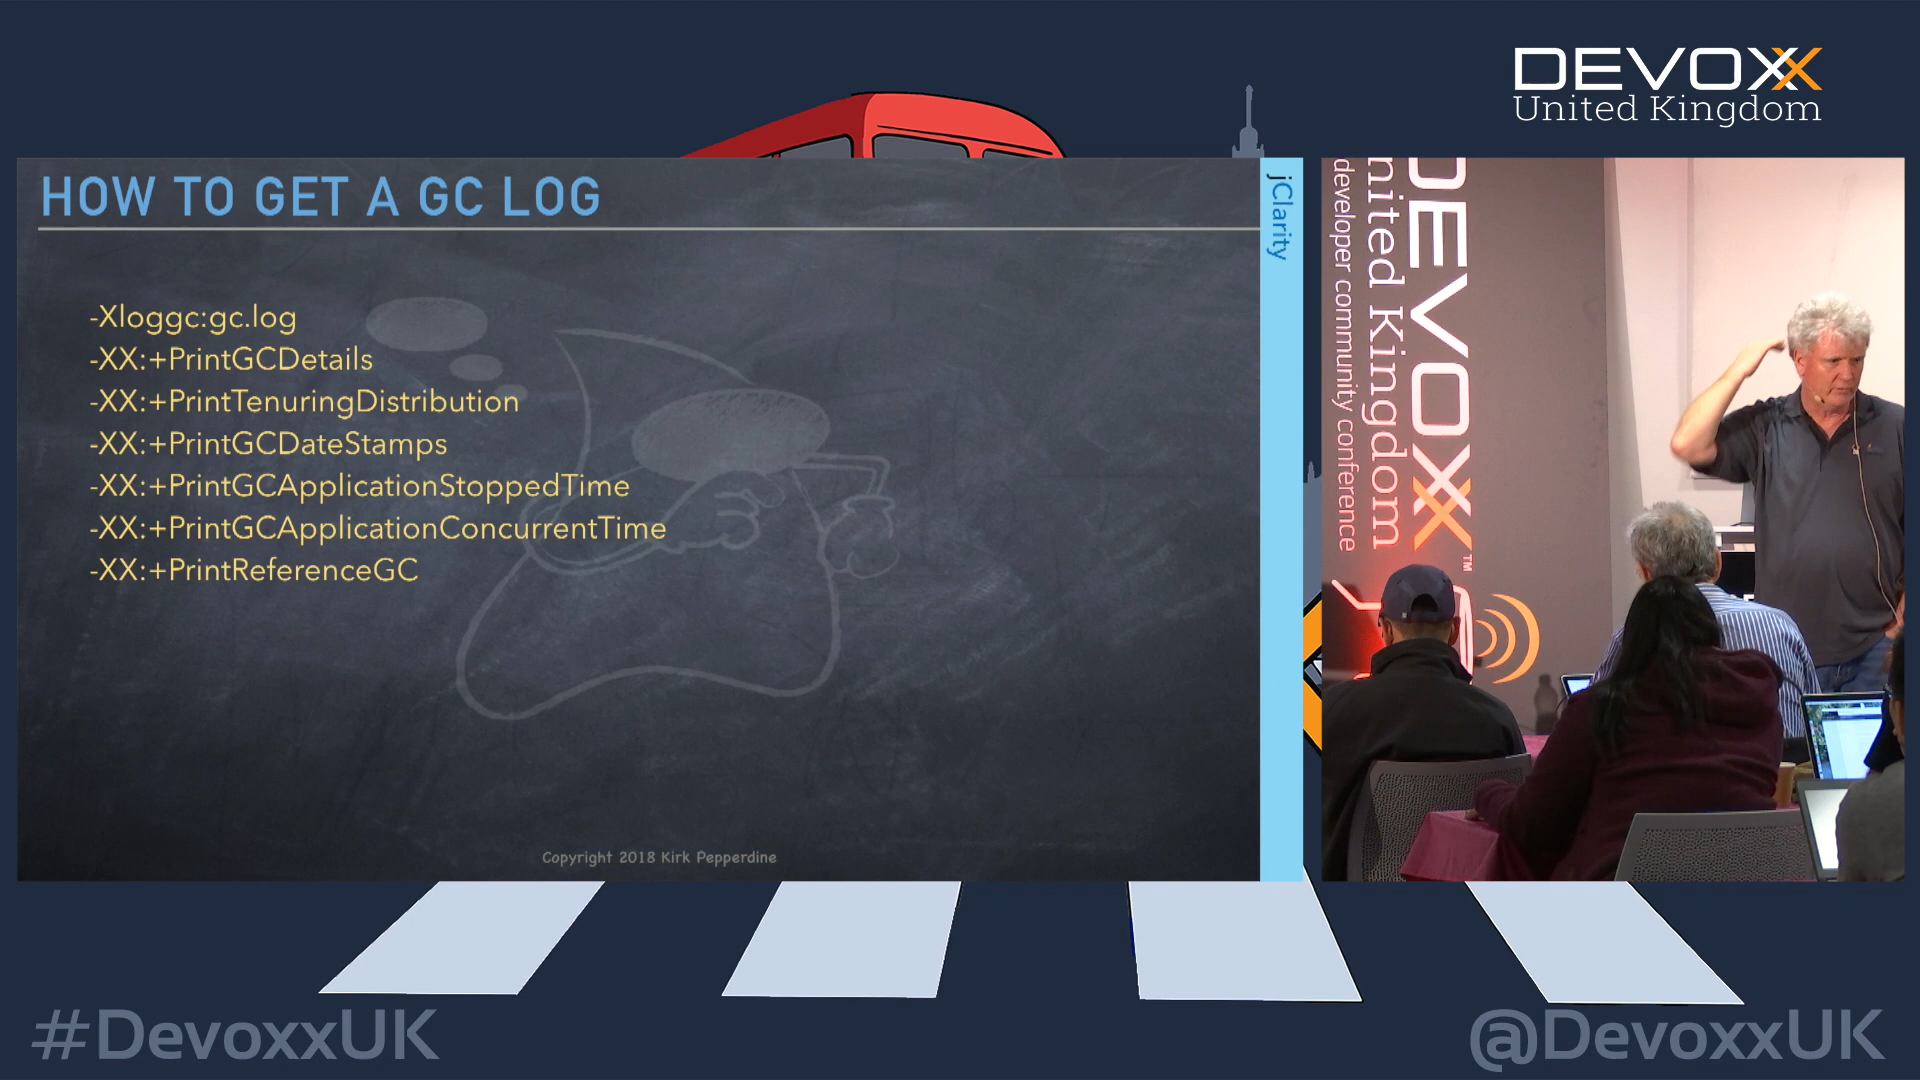 DEVOXX
United Kingdom
HOW TO GET A GC LOG
jClarity
-Xloggc:gc.log
-XX:+PrintGCDetails
-XX:+PrintTenuringDistribution
-XX:+PrintGCDateStamps
-XX:+PrintGCApplicationStoppedTime
-XX:+PrintGCApplicationConcurrentTime
-XX:+PrintReferenceGC
Copyright 2018 Kirk Pepperdine
DEVOXX™
nited Kingdom
developer community conference
#DevoxxUK
@DevoxxUK